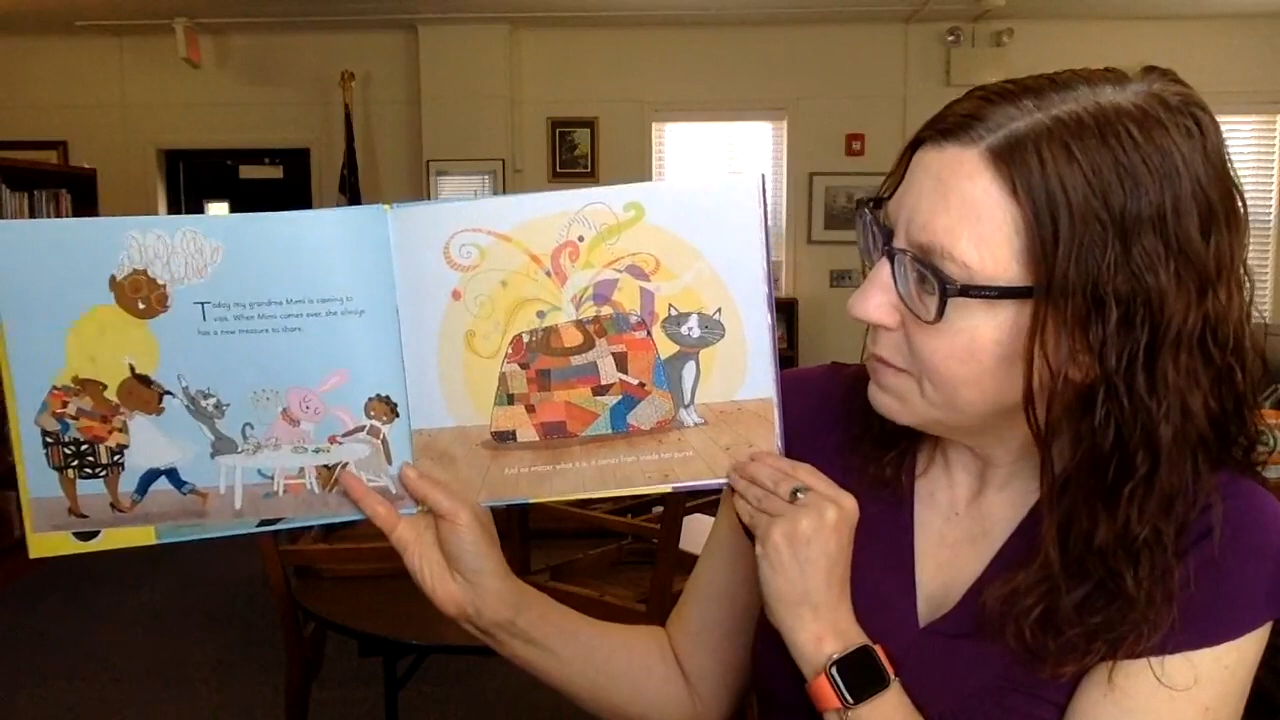 Today my grandma Mimi is coming to
visit. When Mimi comes over, she always
has a new treasure to share.
And no matter what it is, it comes from inside her purse.